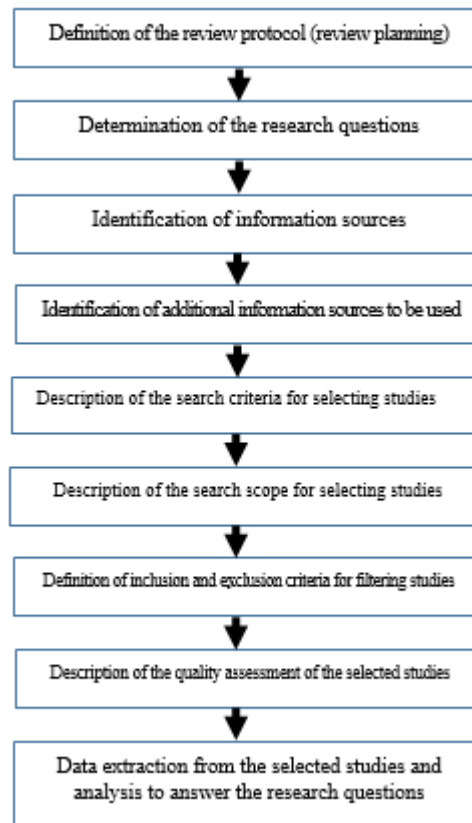 Definition of the review protocol (review planning)
Determination of the research questions
Identification of information sources
Identification of additional information sources to be used
Description of the search criteria for selecting studies
Description of the search scope for selecting studies
Definition of inclusion and exclusion criteria for filtering studies
Description of the quality assessment of the selected studies
Data extraction from the selected studies and
analysis to answer the research questions